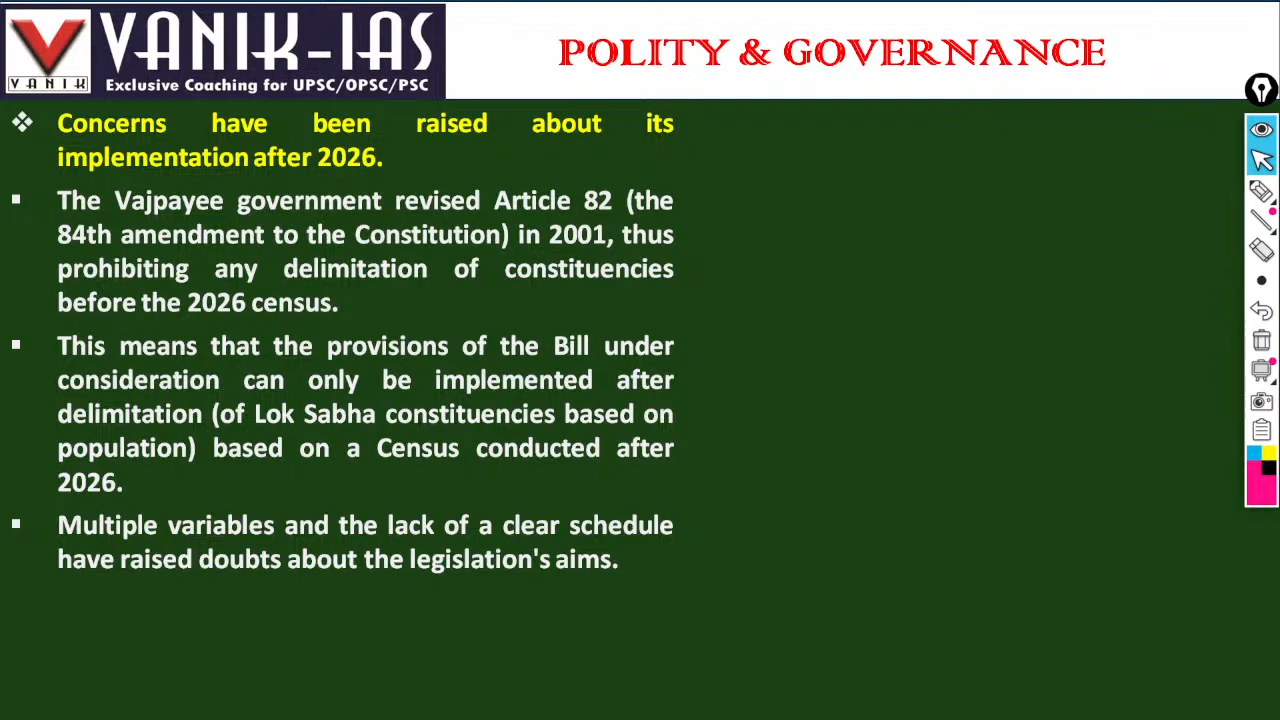 VANIK-IAS
VANIK
Exclusive Coaching for UPSC/OPSC/PSC
POLITY & GOVERNANCE
Concerns have been raised about its
implementation after 2026.
The Vajpayee government revised Article 82 (the
84th amendment to the Constitution) in 2001, thus
prohibiting any delimitation of constituencies
before the 2026 census.
This means that the provisions of the Bill under
consideration can only be implemented after
delimitation (of Lok Sabha constituencies based on
population) based on a Census conducted after
2026.
Multiple variables and the lack of a clear schedule
have raised doubts about the legislation's aims.